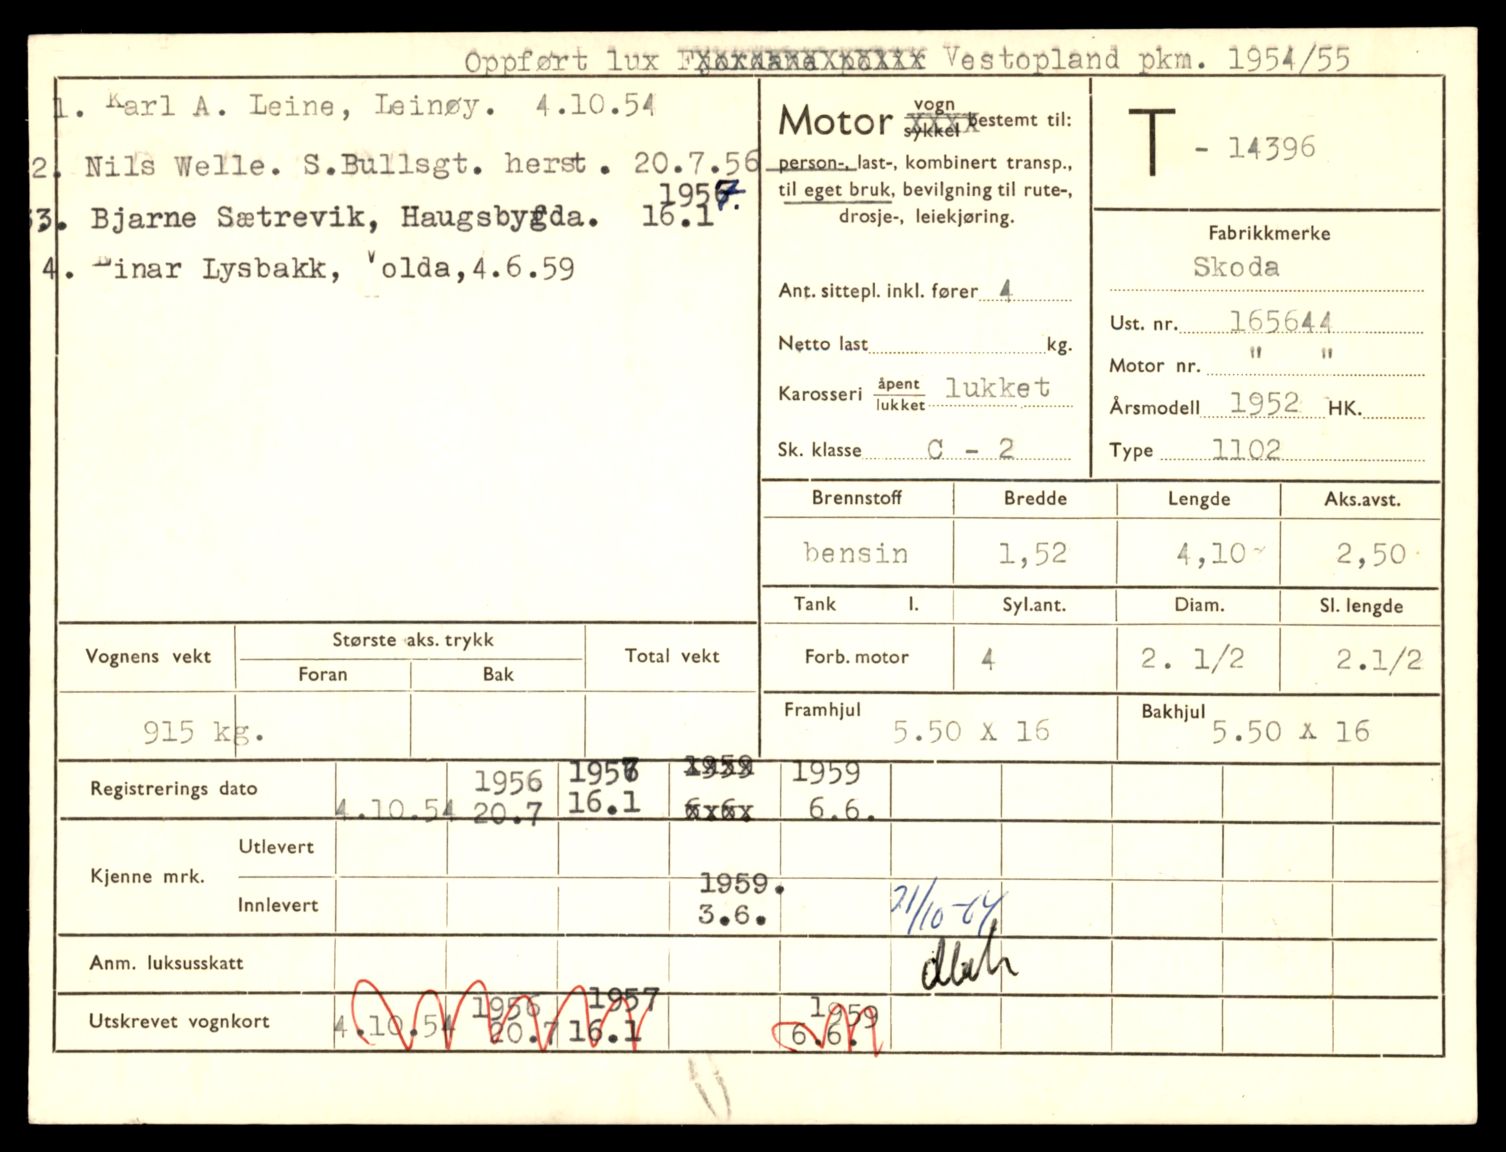 Oppført lux Vestopland pkm. 1954/55
1. Karl A. Leine, Leinøy. 4.10.54
2. Nils Welle. S.Bullsgt. herst. 20.7.56
1957.
3. Bjarne Sætrevik, Haugsbygda. 16.1
4. Einar Lysbakk, Volda, 4.6.59
Motor vogn sykkel bestemt til:
person-, last-, kombinert transp.,
til eget bruk, bevilgning til rute-,
drosje-, leiekjøring.
Ant. sittepl. inkl. fører 4
Netto last kg.
Karosseri åpent lukket lukket
Sk. klasse C - 2
T - 14396
Fabrikkmerke
Skoda
Ust. nr. 165644
Motor nr. " "
Årsmodell 1952 HK.
Type 1102
Brennstoff Bredde Lengde Aks.avst.
bensin 1,52 4,10 2,50
Tank l. Syl.ant. Diam. Sl. lengde
Forb. motor 4 2. 1/2 2.1/2
Framhjul 5.50 x 16 Bakhjul 5.50 x 16
Vognens vekt Største aks. trykk Total vekt
Foran Bak
915 kg.
1956 1957 1959 1959
Registrerings dato 4.10.54 20.7 16.1 6.6. 6.6.
Kjenne mrk. Utlevert
1959.
Innlevert 3.6. 21/10-64
Anm. luksusskatt
1956 1957 1959
Utskrevet vognkort 4.10.54 20.7 16.1 6.6.